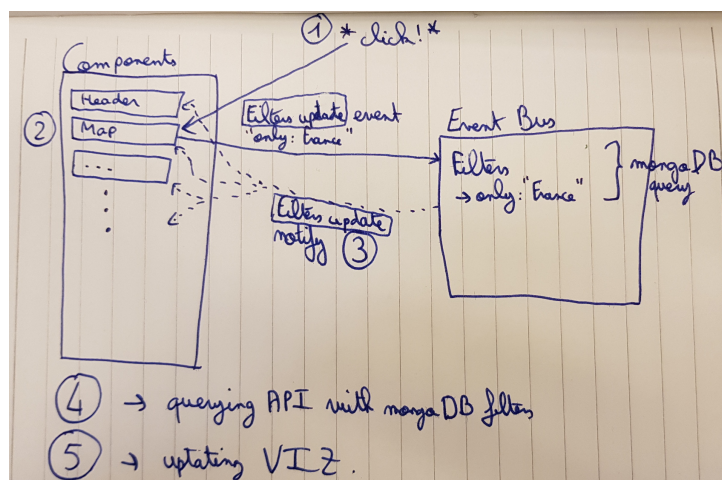 ① * click! *
Components
Header
② Map
....
Filters update event
"only: France"
Event Bus
Filters
→ only: "France"
mongoDB
query
Filters update
notify ③
④ → querying API with mongoDB filters
⑤ → uptating VIZ.